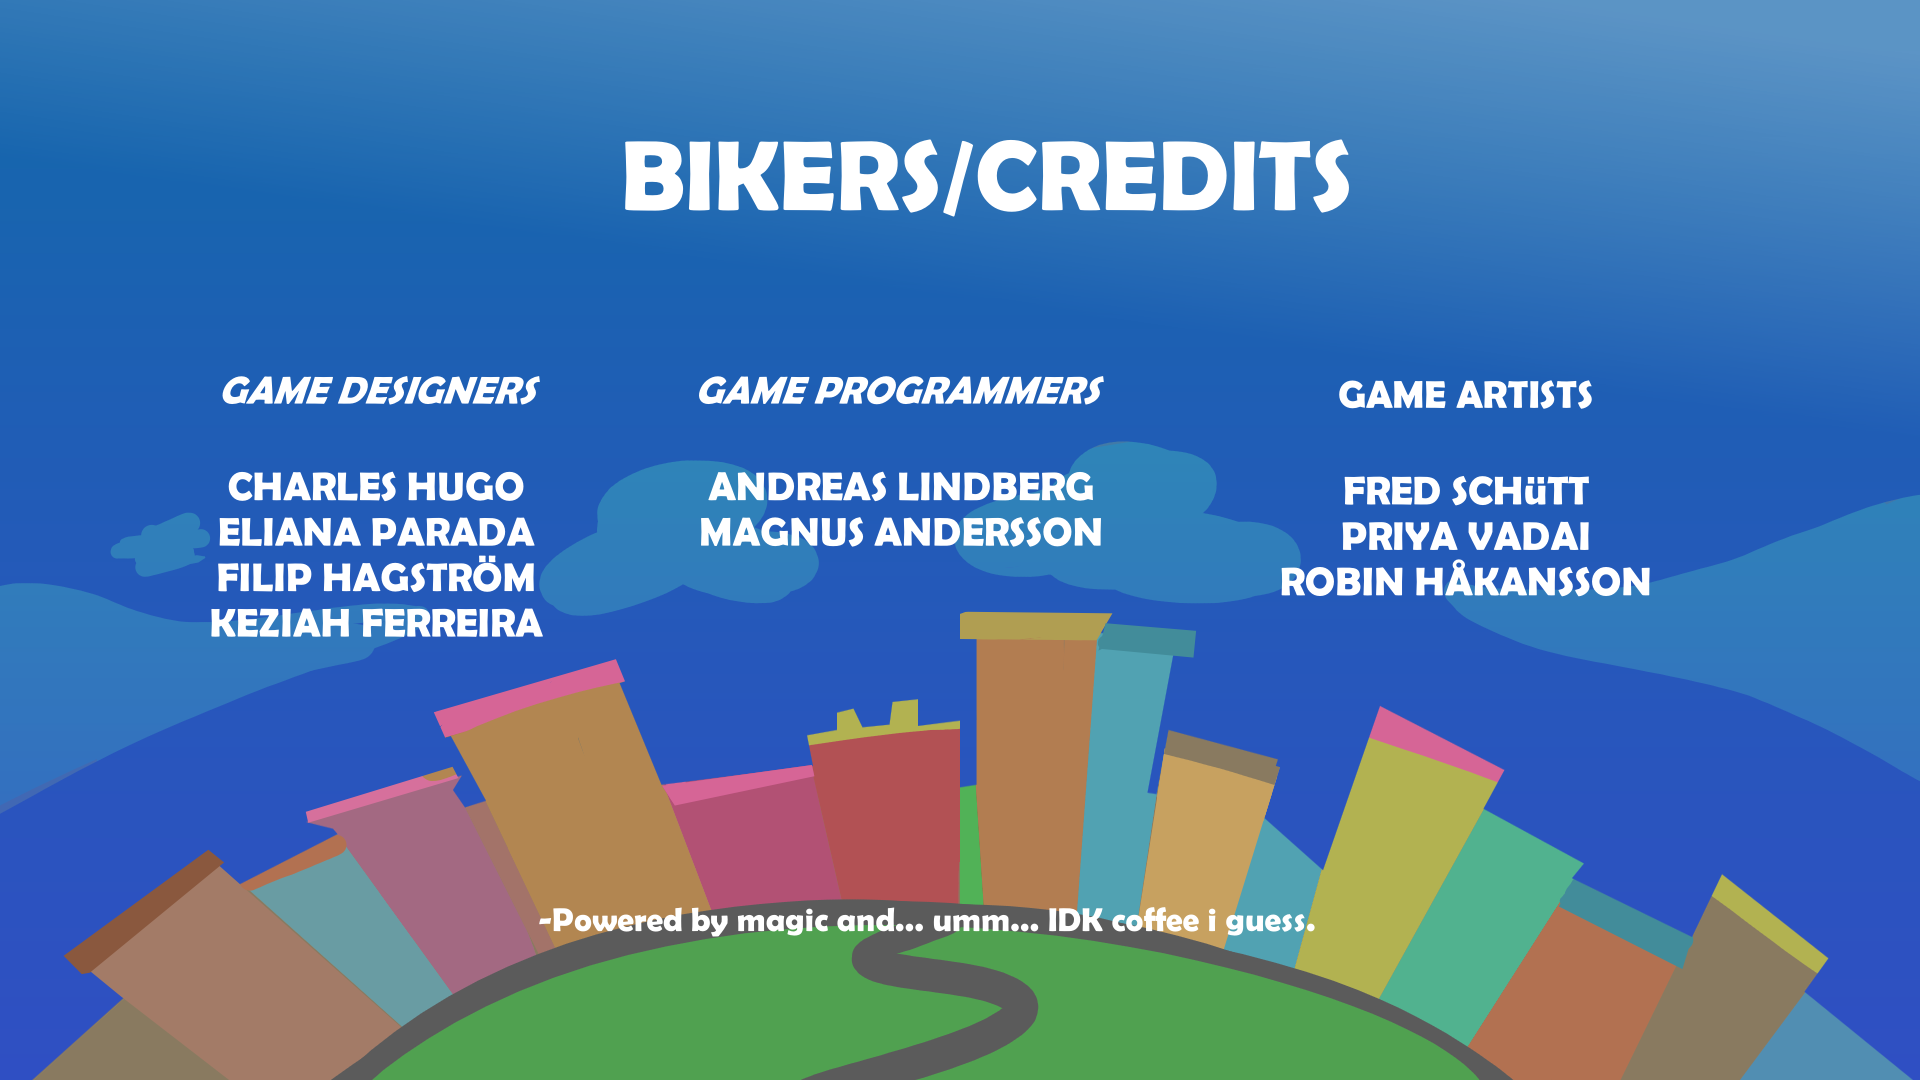 BIKERS/CREDITS
GAME DESIGNERS
CHARLES HUGO
ELIANA PARADA
FILIP HAGSTRÖM
KEZIAH FERREIRA
GAME PROGRAMMERS
ANDREAS LINDBERG
MAGNUS ANDERSSON
GAME ARTISTS
FRED SCHüTT
PRIYA VADAI
ROBIN HÅKANSSON
-Powered by magic and... umm... IDK coffee i guess.